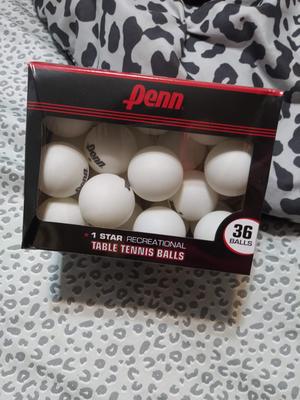 Penn
Penn
★ 1 STAR RECREATIONAL
TABLE TENNIS BALLS
36
BALLS